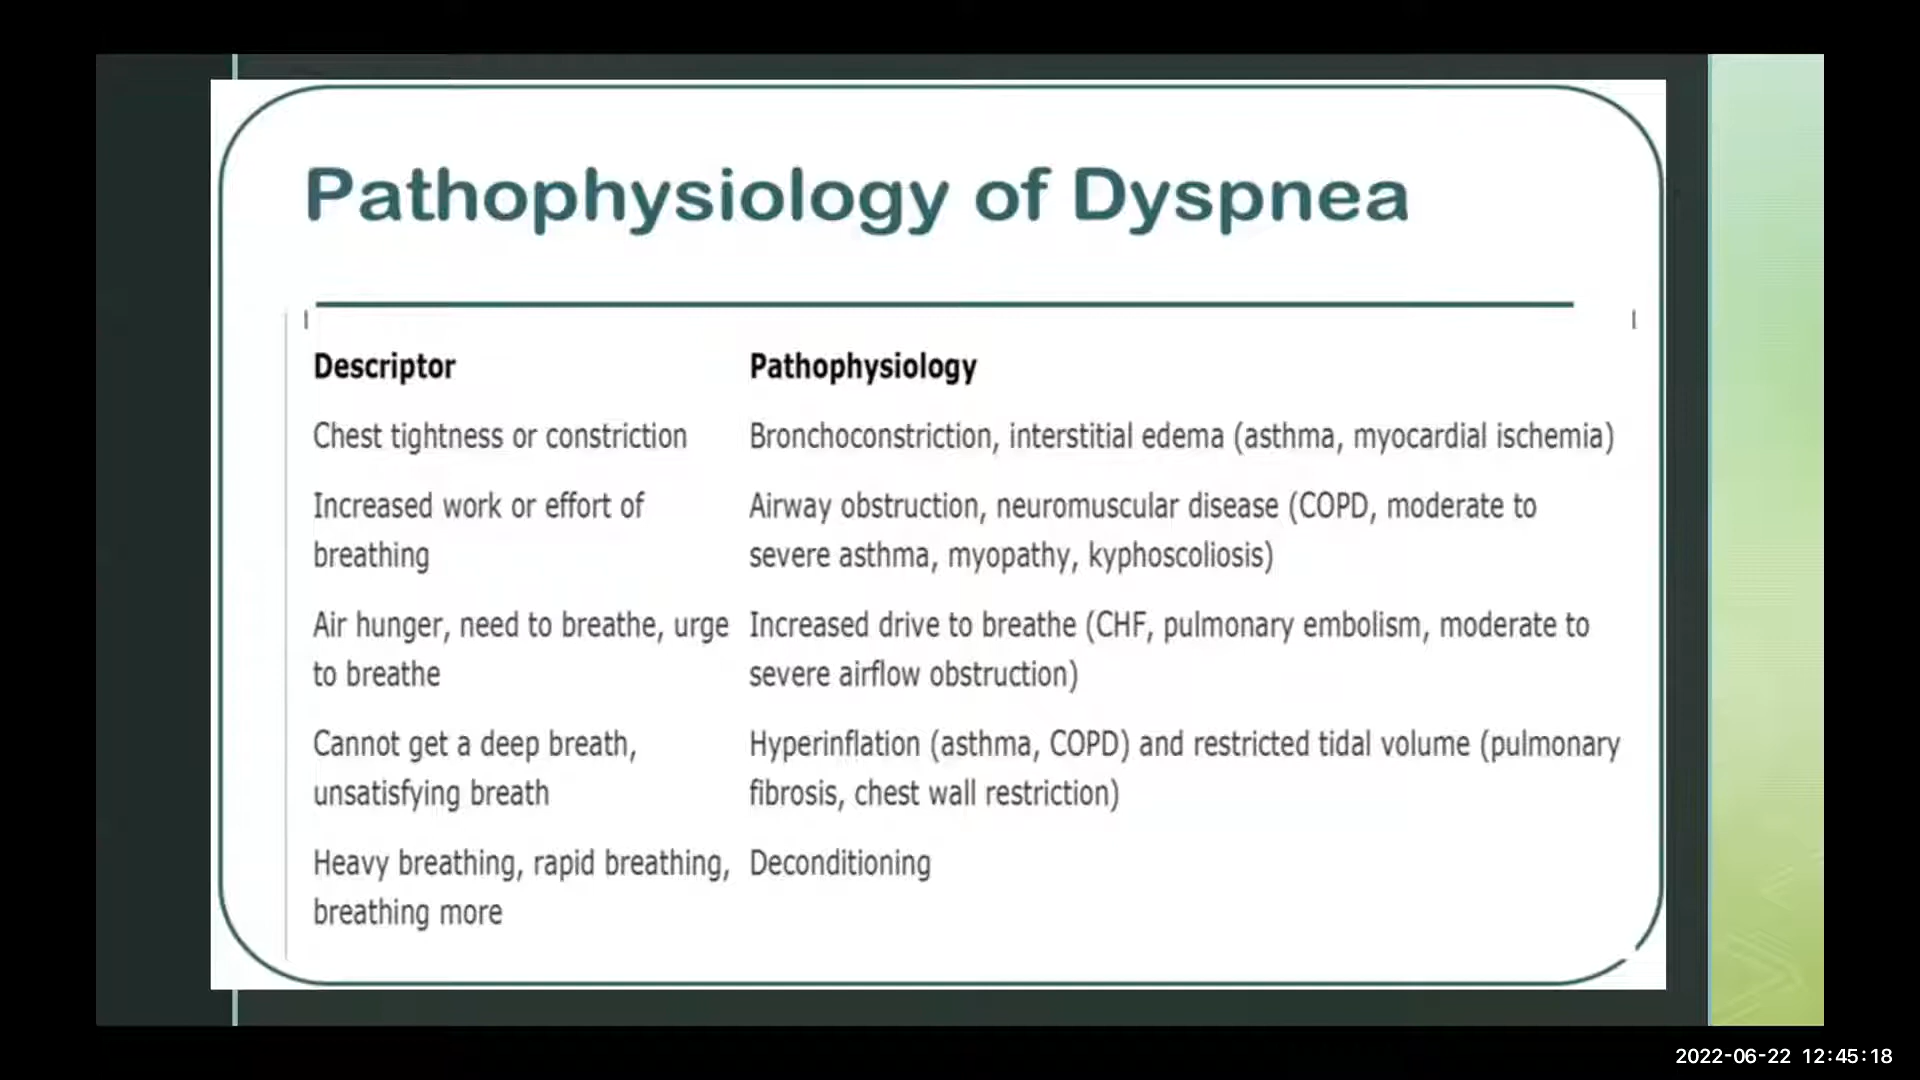 Pathophysiology of Dyspnea
Descriptor Pathophysiology
Chest tightness or constriction Bronchoconstriction, interstitial edema (asthma, myocardial ischemia)
Increased work or effort of Airway obstruction, neuromuscular disease (COPD, moderate to
breathing severe asthma, myopathy, kyphoscoliosis)
Air hunger, need to breathe, urge Increased drive to breathe (CHF, pulmonary embolism, moderate to
to breathe severe airflow obstruction)
Cannot get a deep breath, Hyperinflation (asthma, COPD) and restricted tidal volume (pulmonary
unsatisfying breath fibrosis, chest wall restriction)
Heavy breathing, rapid breathing, Deconditioning
breathing more
2022-06-22 12:45:18